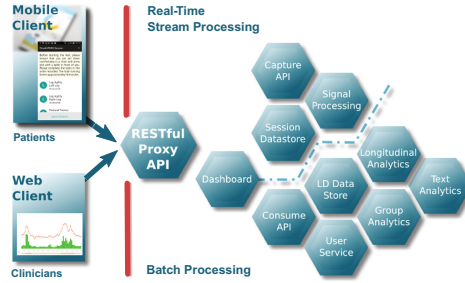 Mobile
Client
Patients
Web
Client
Clinicians
RESTful
Proxy
API
Real-Time
Stream Processing
Capture
API
Signal
Processing
Session
Datastore
Longitudinal
Analytics
Dashboard
LD Data
Store
Text
Analytics
Consume
API
Group
Analytics
User
Service
Batch Processing